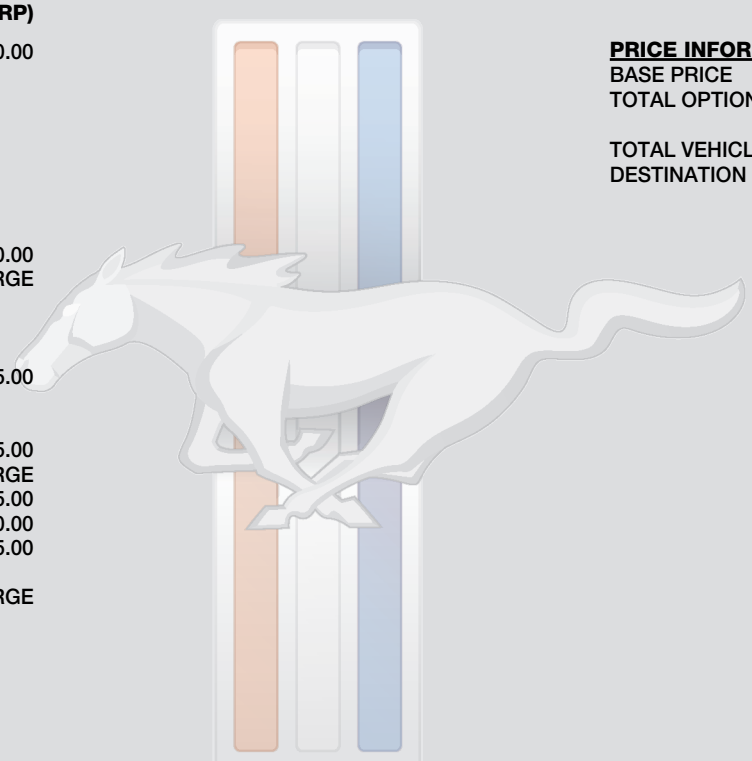 RP)
0.00
0.00
RGE
5.00
5.00
RGE
5.00
0.00
5.00
RGE
PRICE INFOR
BASE PRICE
TOTAL OPTION
TOTAL VEHICL
DESTINATION